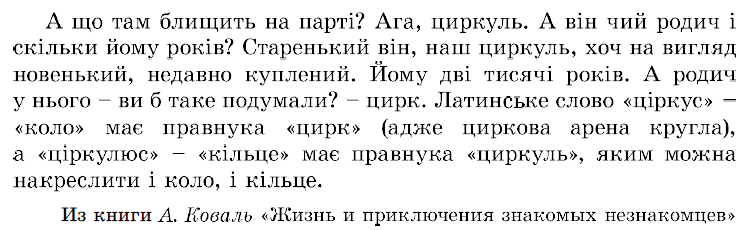 А що там блищить на парті? Ага, циркуль. А він чий родич і
скільки йому років? Старенький він, наш циркуль, хоч на вигляд
новенький, недавно куплений. Йому дві тисячі років. А родич
у нього – ви б таке подумали? – цирк. Латинське слово «ціркус» –
«коло» має правнука «цирк» (адже циркова арена кругла),
а «ціркулюс» – «кільце» має правнука «циркуль», яким можна
накреслити і коло, і кільце.
Из книги А. Коваль «Жизнь и приключения знакомых незнакомцев»